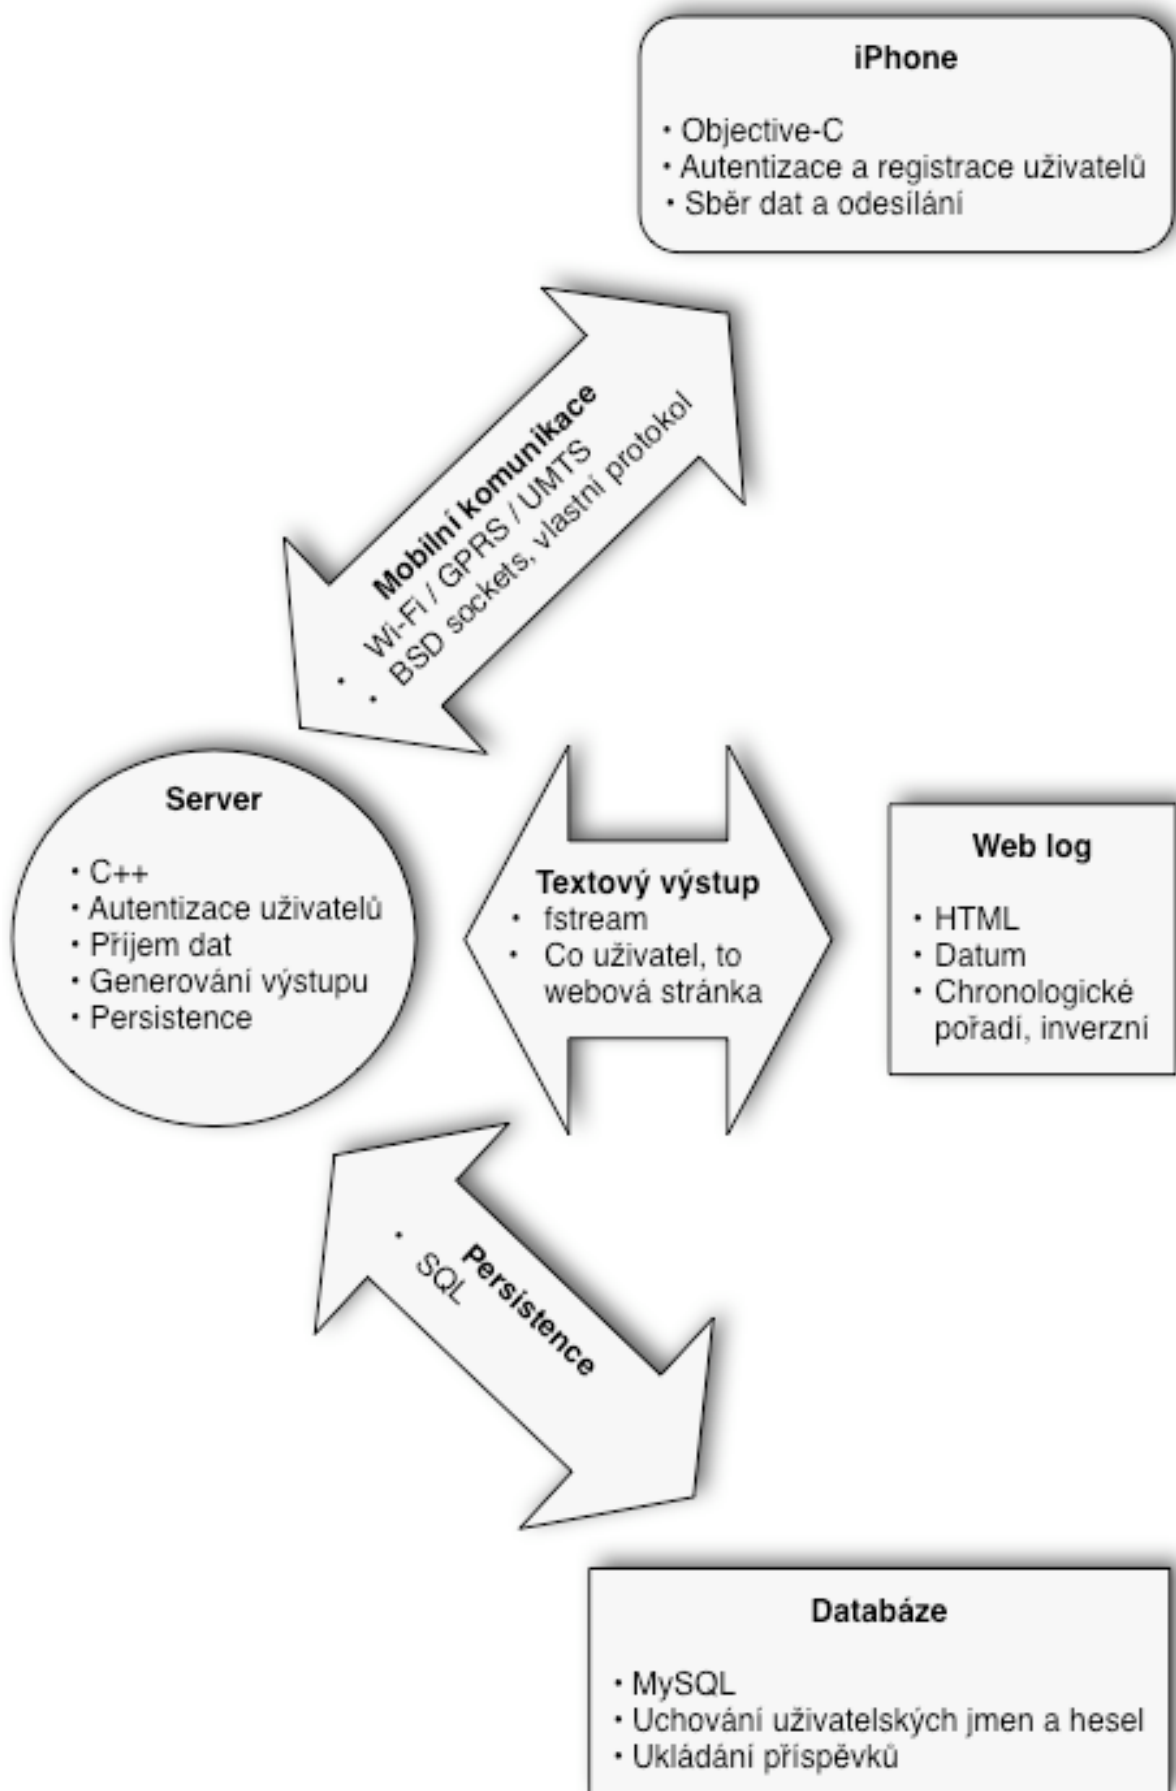 iPhone
• Objective-C
• Autentizace a registrace uživatelů
• Sběr dat a odesílání
Mobilní komunikace
• Wi-Fi / GPRS / UMTS
• BSD sockets, vlastní protokol
Server
• C++
• Autentizace uživatelů
• Příjem dat
• Generování výstupu
• Persistence
Textový výstup
• fstream
• Co uživatel, to
webová stránka
Web log
• HTML
• Datum
• Chronologické
pořadí, inverzní
Persistence
• SQL
Databáze
• MySQL
• Uchování uživatelských jmen a hesel
• Ukládání příspěvků